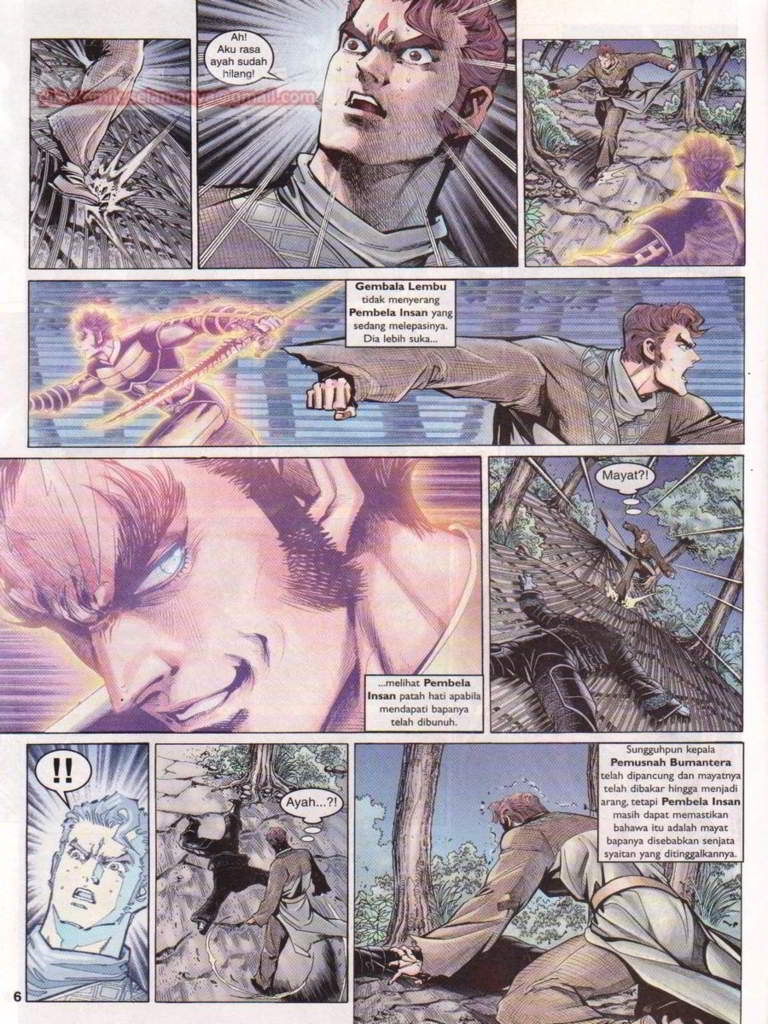 Ah!
Aku rasa
ayah sudah
hilang!
Gembala Lembu
tidak menyerang
Pembela Insan yang
sedang melepasinya.
Dia lebih suka...
...melihat Pembela
Insan patah hati apabila
bapanya telah
dibunuh.
Mayat?!
!!
Ayah...?!
Sungguhpun kepala
Pemusnah Bumantera
telah dipancung dan mayatnya
telah dibakar hingga menjadi
arang, tetapi Pembela Insan
masih dapat memastikan
bahawa itu adalah mayat
bapanya disebabkan senjata
syaitan yang ditinggalkannya.
6